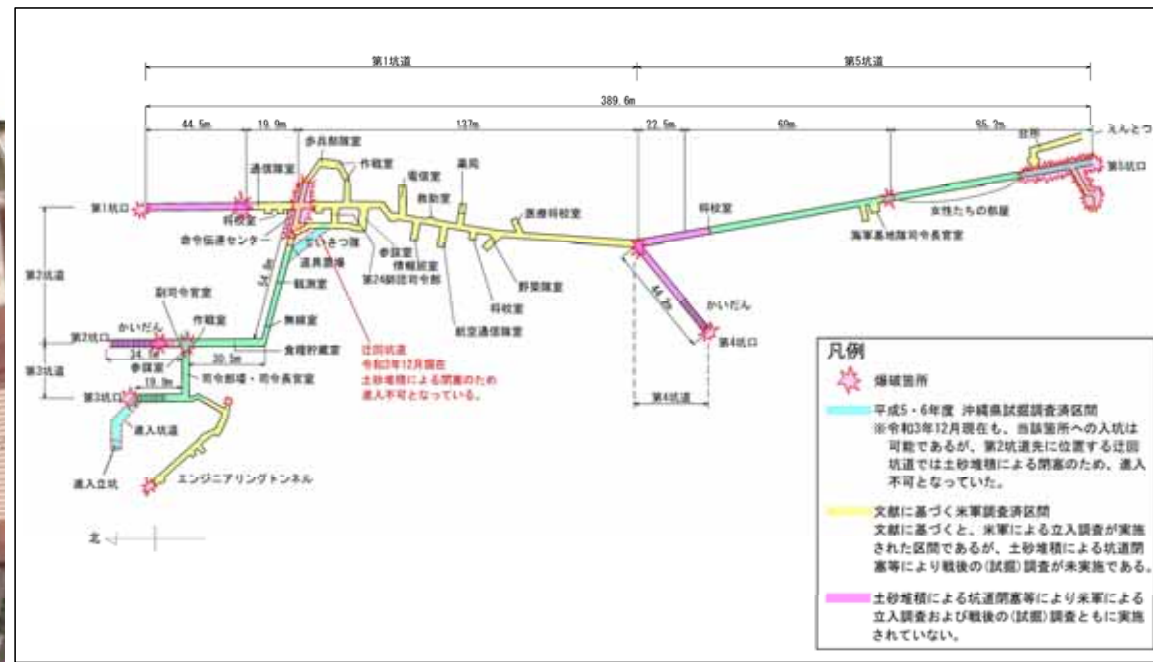 第1坑道
第5坑道
389.6m
44.5m
19.9m
137m
22.5m
69m
95.2m
歩兵部隊室
通信隊室
作戦室
電信室
薬局
救助室
医療将校室
台所
えんとつ
第5坑口
第1坑口
将校室
命令伝達センター
ていさつ隊
道具置場
参謀室
第24師団司令部
情報班室
航空通信隊室
将校室
野菜隊室
将校室
女性たちの部屋
海軍基地隊司令長官室
54.9m
観測室
無線室
食糧貯蔵室
第2坑道
副司令官室
作戦室
かいだん
第2坑口
参謀室
30.5m
第3坑道
19.9m
司令部壕・司令長官室
第3坑口
進入坑道
進入立坑
エンジニアリングトンネル
北
迂回坑道
令和3年12月現在
土砂堆積による閉塞のため
進入不可となっている。
44.2m
かいだん
第4坑口
第4坑道
凡例
爆破箇所
平成5・6年度 沖縄県試掘調査済区間
※令和3年12月現在も、当該箇所への入坑は
可能であるが、第2坑道先に位置する迂回
坑道では土砂堆積による閉塞のため、進入
不可となっていた。
文献に基づく米軍調査済区間
文献に基づくと、米軍による立入調査が実施
された区間であるが、土砂堆積による坑道閉
塞等により戦後の(試掘)調査が未実施である。
土砂堆積による坑道閉塞等により米軍による
立入調査および戦後の(試掘)調査ともに実施
されていない。